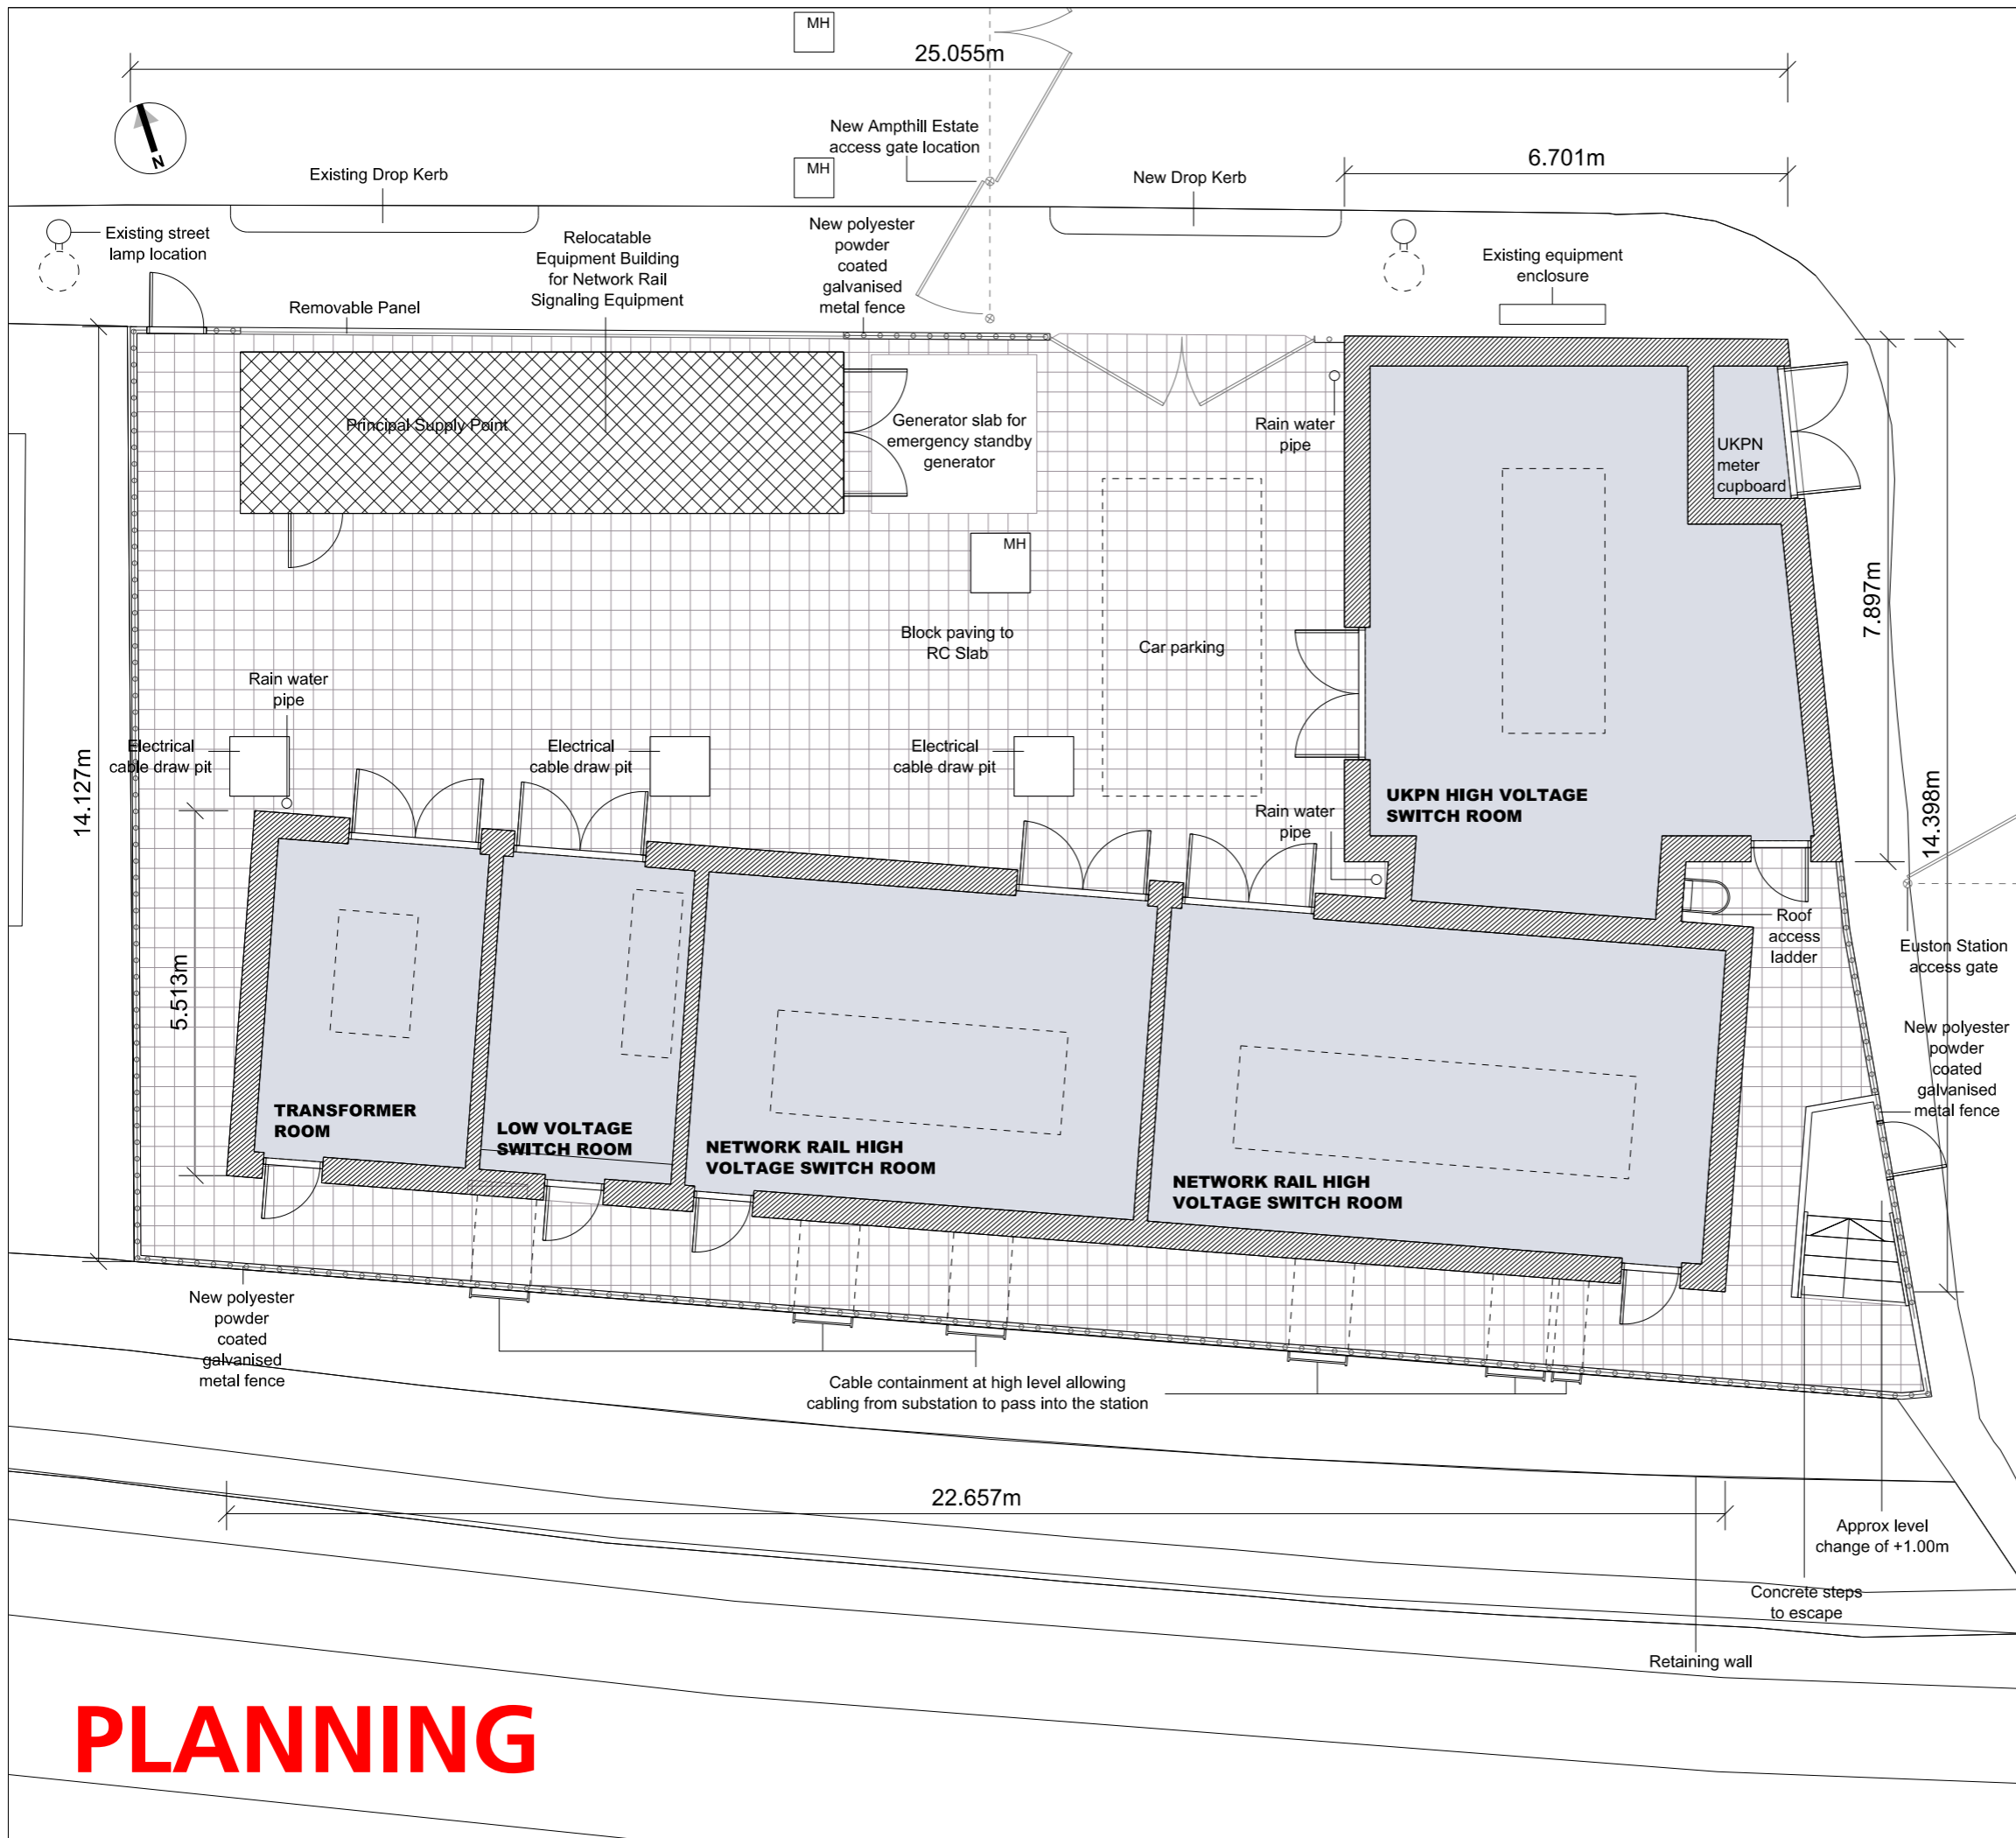 MH
25.055m
N
New Ampthill Estate
access gate location
MH
6.701m
Existing Drop Kerb
New Drop Kerb
Existing street
lamp location
Relocatable
Equipment Building
for Network Rail
Signaling Equipment
New polyester
powder
coated
galvanised
metal fence
Existing equipment
enclosure
Removable Panel
Principal Supply Point
Generator slab for
emergency standby
generator
Rain water
pipe
UKPN
meter
cupboard
MH
7.897m
Block paving to
RC Slab
Car parking
Rain water
pipe
Electrical
cable draw pit
Electrical
cable draw pit
Electrical
cable draw pit
14.127m
UKPN HIGH VOLTAGE
SWITCH ROOM
14.398m
Rain water
pipe
Roof
access
ladder
Euston Station
access gate
5.513m
New polyester
powder
coated
galvanised
metal fence
TRANSFORMER
ROOM
LOW VOLTAGE
SWITCH ROOM
NETWORK RAIL HIGH
VOLTAGE SWITCH ROOM
NETWORK RAIL HIGH
VOLTAGE SWITCH ROOM
New polyester
powder
coated
galvanised
metal fence
Cable containment at high level allowing
cabling from substation to pass into the station
22.657m
Approx level
change of +1.00m
Concrete steps
to escape
Retaining wall
PLANNING